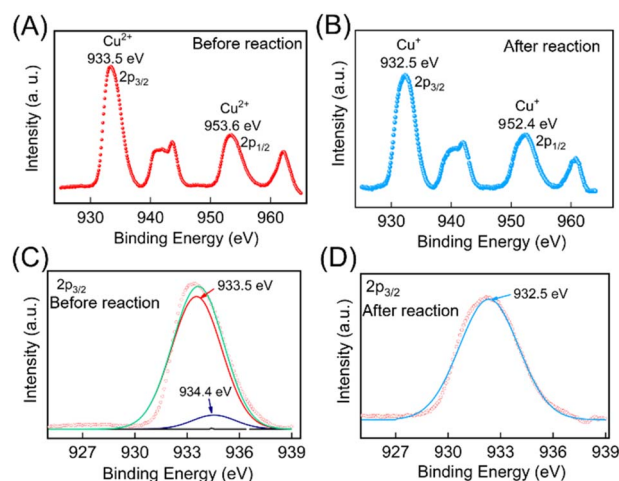 (A)
Cu2+
933.5 eV
2p3/2
Before reaction
Cu2+
953.6 eV
2p1/2
Intensity (a. u.)
930 940 950 960
Binding Energy (eV)
(B)
Cu+
932.5 eV
2p3/2
After reaction
Cu+
952.4 eV
2p1/2
Intensity (a. u.)
930 940 950 960
Binding Energy (eV)
(C)
2p3/2
Before reaction
933.5 eV
934.4 eV
Intensity (a.u.)
927 930 933 936 939
Binding Energy (eV)
(D)
2p3/2
After reaction
932.5 eV
Intensity (a.u.)
927 930 933 936 939
Binding Energy (eV)